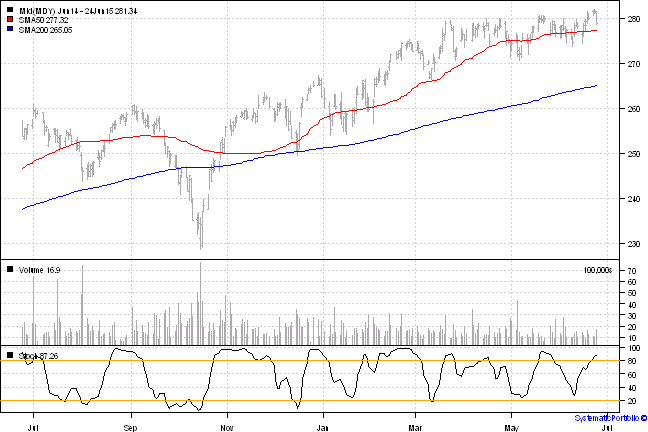 Mid(MDY) Jun14 - 24Jun15 281.34
SMA50 277.32
SMA200 265.05
280
270
260
250
240
230
Volume 16.9
100,000s
70
60
50
40
30
20
10
Stock 87.26
100
80
60
40
20
Jul
Sep
Nov
Jan
Mar
May
Jul
SystematicPortfolio ©